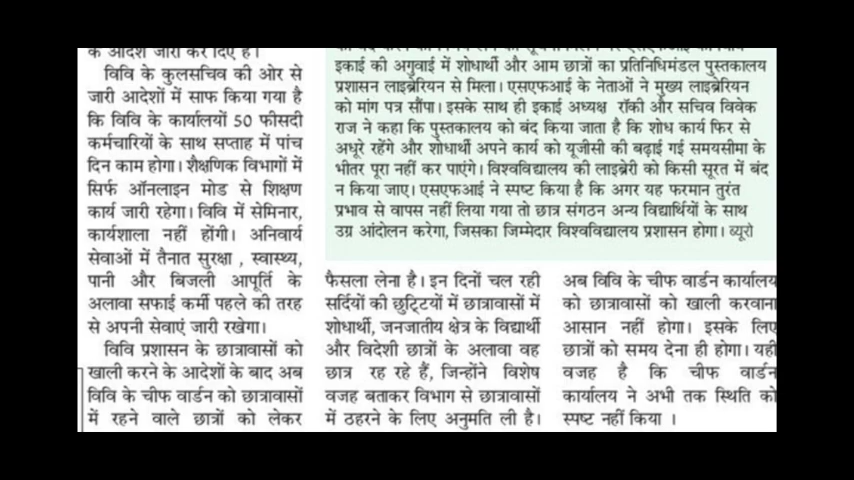 के आदेश जारी कर दिए हैं।
विवि के कुलसचिव की ओर से
जारी आदेशों में साफ किया गया है
कि विवि के कार्यालयों 50 फीसदी
कर्मचारियों के साथ सप्ताह में पांच
दिन काम होगा। शैक्षणिक विभागों में
सिर्फ ऑनलाइन मोड से शिक्षण
कार्य जारी रहेगा। विवि में सेमिनार,
कार्यशाला नहीं होंगी। अनिवार्य
सेवाओं में तैनात सुरक्षा , स्वास्थ्य,
पानी और बिजली आपूर्ति के
अलावा सफाई कर्मी पहले की तरह
से अपनी सेवाएं जारी रखेगा।
विवि प्रशासन के छात्रावासों को
खाली करने के आदेशों के बाद अब
विवि के चीफ वार्डन को छात्रावासों
में रहने वाले छात्रों को लेकर
इकाई की अगुवाई में शोधार्थी और आम छात्रों का प्रतिनिधिमंडल पुस्तकालय
प्रशासन लाइब्रेरियन से मिला। एसएफआई के नेताओं ने मुख्य लाइब्रेरियन
को मांग पत्र सौंपा। इसके साथ ही इकाई अध्यक्ष रॉकी और सचिव विवेक
राज ने कहा कि पुस्तकालय को बंद किया जाता है कि शोध कार्य फिर से
अधूरे रहेंगे और शोधार्थी अपने कार्य को यूजीसी की बढ़ाई गई समयसीमा के
भीतर पूरा नहीं कर पाएंगे। विश्वविद्यालय की लाइब्रेरी को किसी सूरत में बंद
न किया जाए। एसएफआई ने स्पष्ट किया है कि अगर यह फरमान तुरंत
प्रभाव से वापस नहीं लिया गया तो छात्र संगठन अन्य विद्यार्थियों के साथ
उग्र आंदोलन करेगा, जिसका जिम्मेदार विश्वविद्यालय प्रशासन होगा। ब्यूरो
फैसला लेना है। इन दिनों चल रही
सर्दियों की छुट्टियों में छात्रावासों में
शोधार्थी, जनजातीय क्षेत्र के विद्यार्थी
और विदेशी छात्रों के अलावा वह
छात्र रह रहे हैं, जिन्होंने विशेष
वजह बताकर विभाग से छात्रावासों
में ठहरने के लिए अनुमति ली है।
अब विवि के चीफ वार्डन कार्यालय
को छात्रावासों को खाली करवाना
आसान नहीं होगा। इसके लिए
छात्रों को समय देना ही होगा। यही
वजह है कि चीफ वार्डन
कार्यालय ने अभी तक स्थिति को
स्पष्ट नहीं किया ।